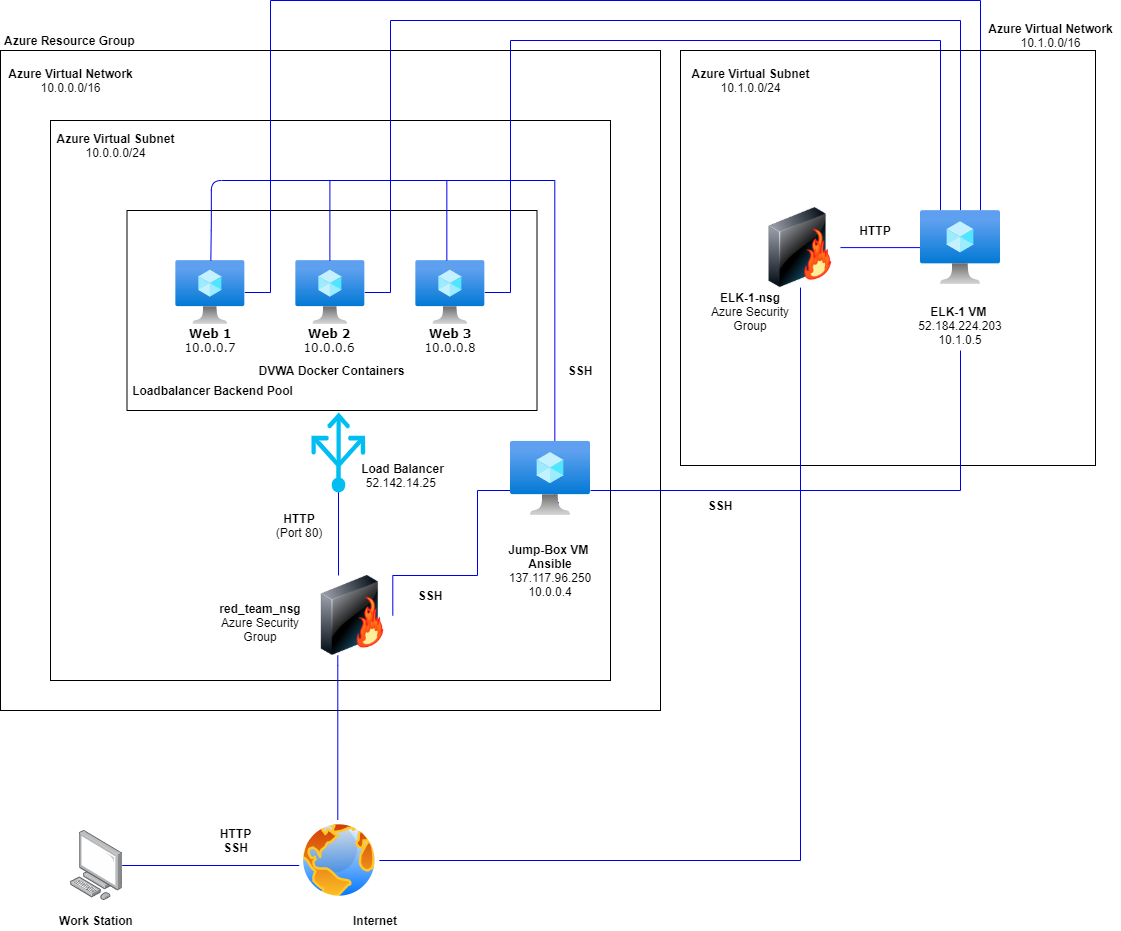 Azure Resource Group
Azure Virtual Network
10.0.0.0/16
Azure Virtual Subnet
10.0.0.0/24
Web 1
10.0.0.7
Web 2
10.0.0.6
Web 3
10.0.0.8
DVWA Docker Containers
Loadbalancer Backend Pool
SSH
Load Balancer
52.142.14.25
HTTP
(Port 80)
Jump-Box VM
Ansible
137.117.96.250
10.0.0.4
SSH
red_team_nsg
Azure Security
Group
SSH
Azure Virtual Network
10.1.0.0/16
Azure Virtual Subnet
10.1.0.0/24
HTTP
ELK-1-nsg
Azure Security
Group
ELK-1 VM
52.184.224.203
10.1.0.5
HTTP
SSH
Work Station
Internet